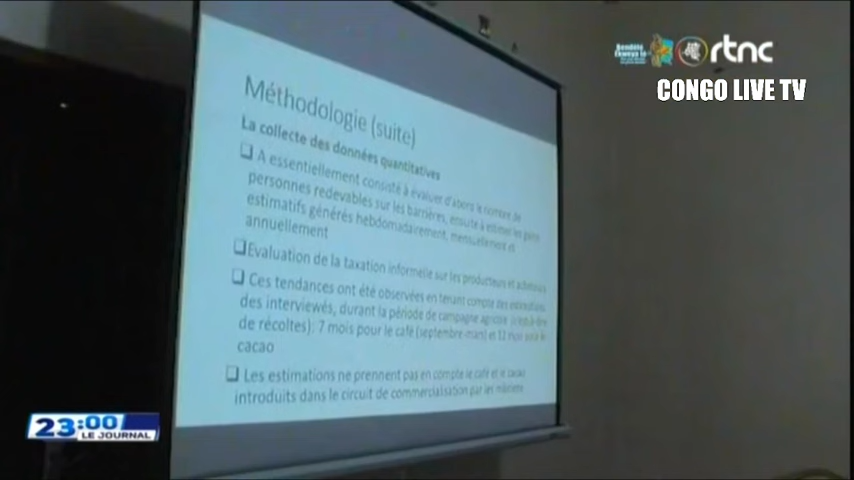 rtnc
CONGO LIVE TV
Méthodologie (suite)
La collecte des données quantitatives
A essentiellement consisté à évaluer d'abord le nombre de
personnes redevables sur les barrières, ensuite à estimer les
estimatifs générés hebdomadairement, mensuellement et
annuellement
Evaluation de la taxation informelle sur les producteurs et acheteurs
Ces tendances ont été observées en tenant compte des
des interviewés, durant la période de campagne agricole
de récoltes): 7 mois pour le café (septembre-mars) et 12 mois
cacao
Les estimations ne prennent pas en compte le café et le cacao
introduits dans le circuit de commercialisation par les
23:00
LE JOURNAL